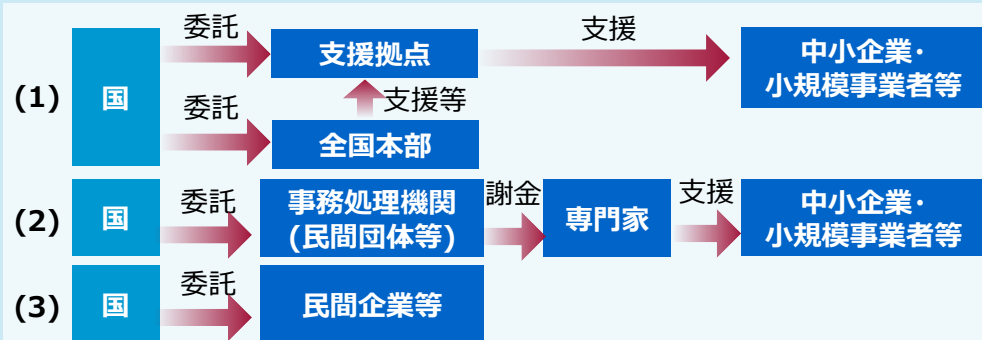 委託
支援
(1)
国
支援拠点
中小企業・
小規模事業者等
委託
支援等
全国本部
(2)
国
委託
事務処理機関
(民間団体等)
謝金
専門家
支援
中小企業・
小規模事業者等
(3)
国
委託
民間企業等